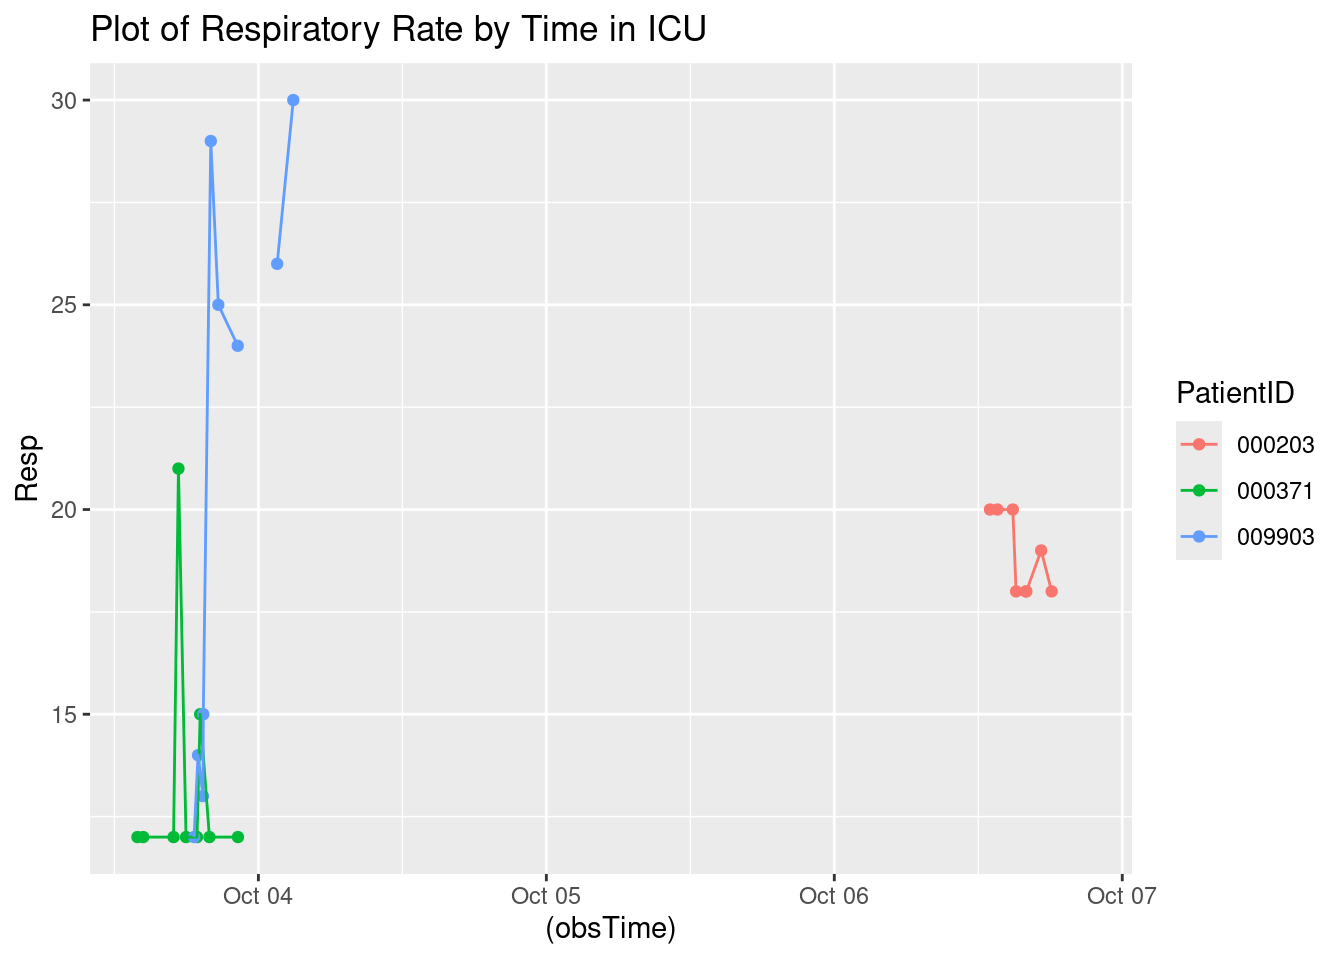 Plot of Respiratory Rate by Time in ICU
30
25
20
15
Resp
Oct 04
Oct 05
Oct 06
Oct 07
(obsTime)
PatientID
000203
000371
009903